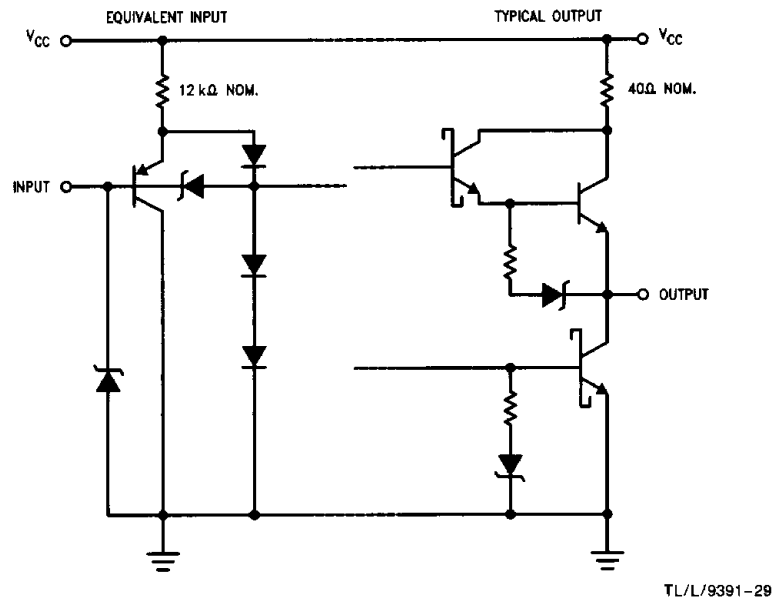 EQUIVALENT INPUT
TYPICAL OUTPUT
VCC
VCC
12 kΩ NOM.
40Ω NOM.
INPUT
OUTPUT
TL/L/9391-29